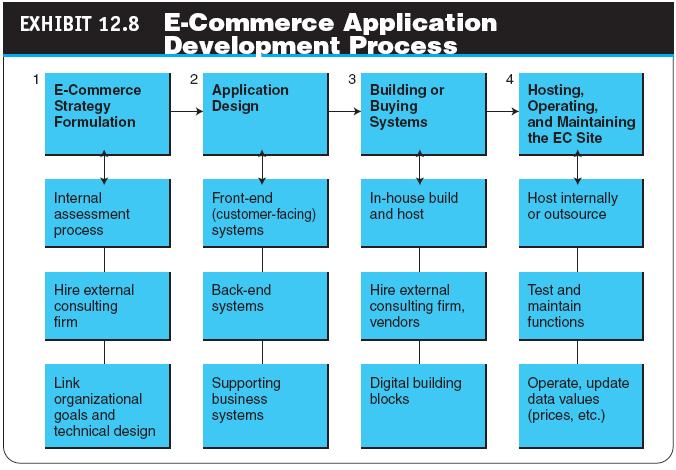 EXHIBIT 12.8 E-Commerce Application
Development Process
1
E-Commerce
Strategy
Formulation
2
Application
Design
3
Building or
Buying
Systems
4
Hosting,
Operating,
and Maintaining
the EC Site
Internal
assessment
process
Front-end
(customer-facing)
systems
In-house build
and host
Host internally
or outsource
Hire external
consulting
firm
Back-end
systems
Hire external
consulting firm,
vendors
Test and
maintain
functions
Link
organizational
goals and
technical design
Supporting
business
systems
Digital building
blocks
Operate, update
data values
(prices, etc.)